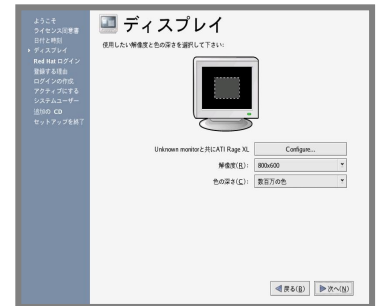 ようこそ
ライセンス同意書
日付と時刻
ディスプレイ
Red Hat ログイン
登録する理由
ログインの作成
アクティブにする
システムユーザー
追加の CD
セットアップを終了
ディスプレイ
使用したい解像度と色の深さを選択して下さい:
Unknown monitorと共にATI Rage XL
Configure...
解像度(R):
800x600
色の深さ(C):
数百万の色
戻る(B)
次へ(N)